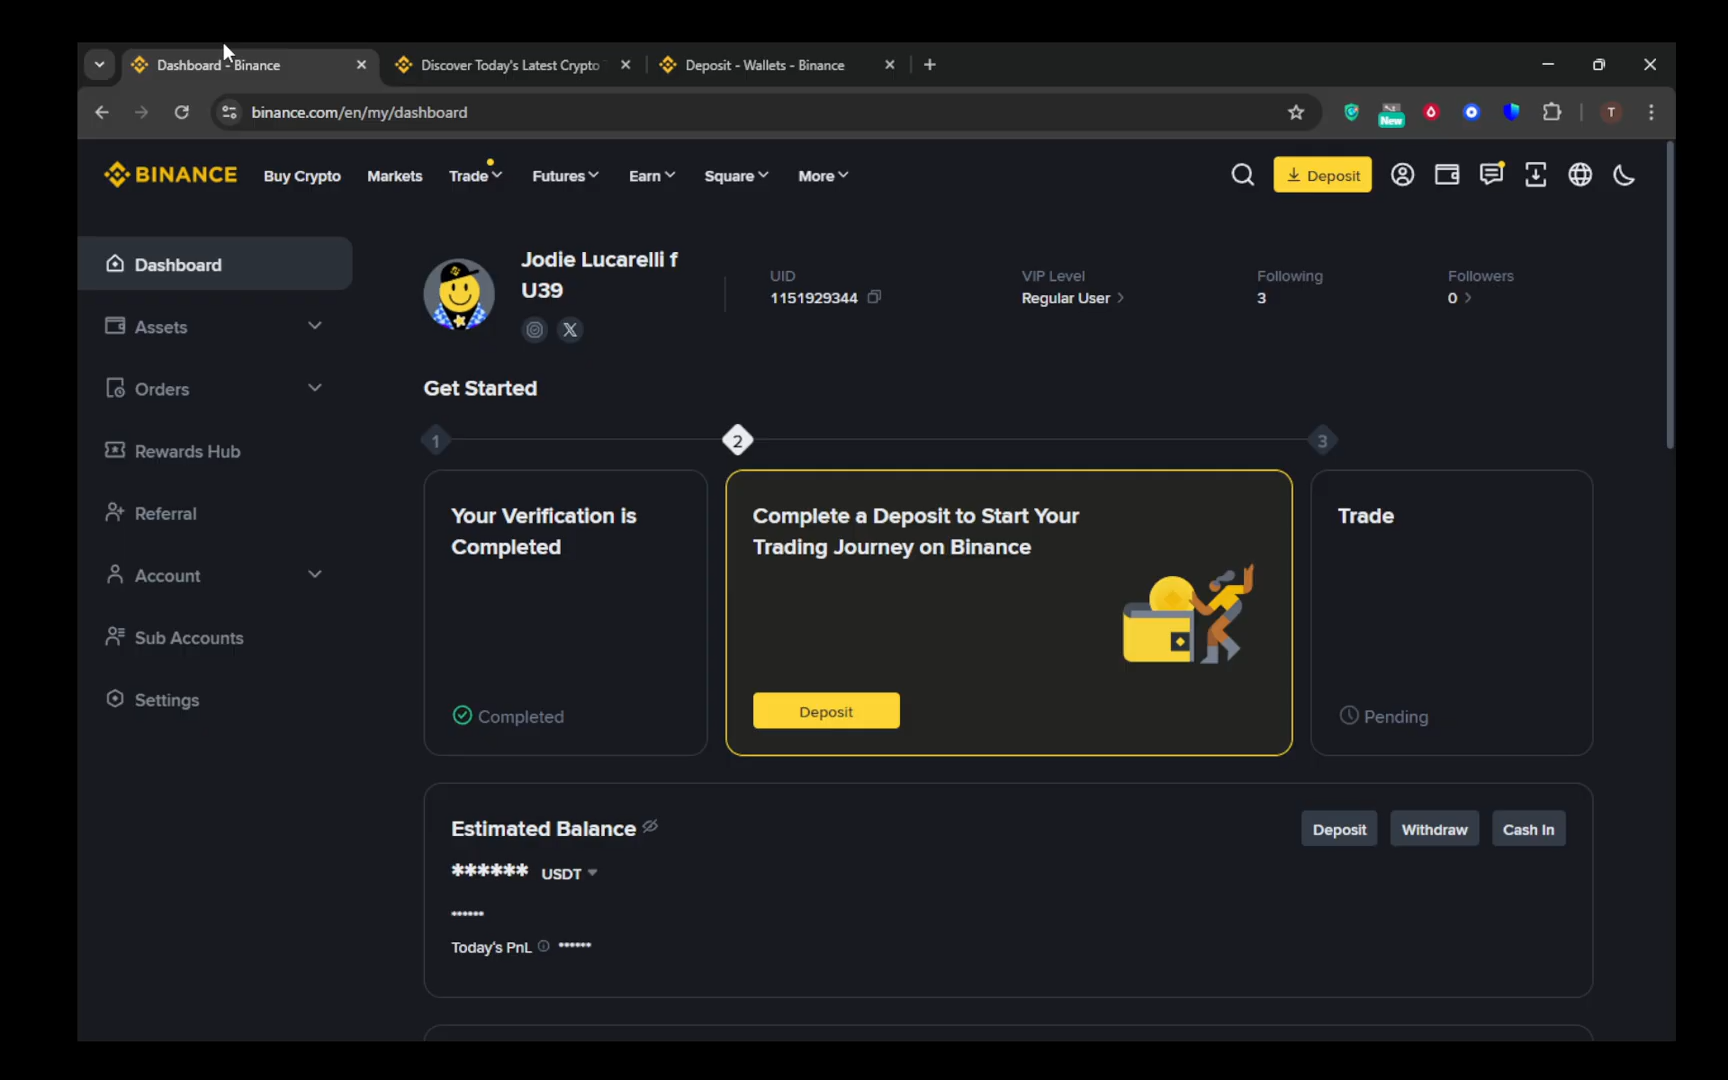 Dashboard - Binance
Discover Today's Latest Crypto
Deposit - Wallets - Binance
binance.com/en/my/dashboard
New
T
BINANCE
Buy Crypto
Markets
Trade
Futures
Earn
Square
More
Deposit
Dashboard
Assets
Orders
Rewards Hub
Referral
Account
Sub Accounts
Settings
Jodie Lucarelli f
U39
UID
1151929344
VIP Level
Regular User
Following
3
Followers
0
Get Started
1
2
3
Your Verification is
Completed
Completed
Complete a Deposit to Start Your
Trading Journey on Binance
Deposit
Trade
Pending
Estimated Balance
Deposit
Withdraw
Cash In
****** USDT
******
Today's PnL ******